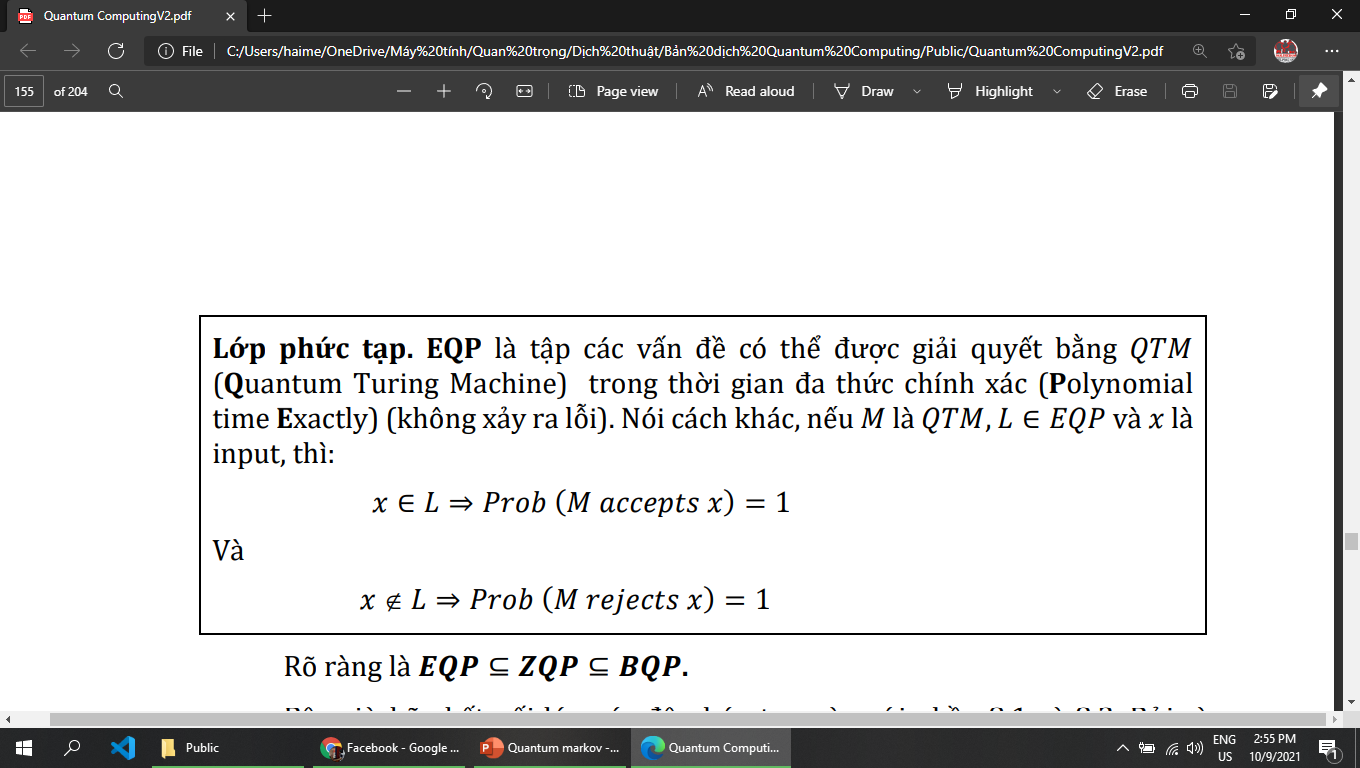 Quantum ComputingV2.pdf
File
C:/Users/haime/OneDrive/Máy%20tính/Quan%20trọng/Dịch%20thuật/Bản%20dịch%20Quantum%20Computing/Public/Quantum%20ComputingV2.pdf
155 of 204
Page view
Read aloud
Draw
Highlight
Erase
Lớp phức tạp. EQP là tập các vấn đề có thể được giải quyết bằng QTM
(Quantum Turing Machine) trong thời gian đa thức chính xác (Polynomial
time Exactly) (không xảy ra lỗi). Nói cách khác, nếu M là QTM, L ∈ EQP và x là
input, thì:
x ∈ L ⇒ Prob (M accepts x) = 1
Và
x ∉ L ⇒ Prob (M rejects x) = 1
Rõ ràng là EQP ⊆ ZQP ⊆ BQP.
Public
Facebook - Google ...
Quantum markov -...
Quantum Computi...
ENG
US
2:55 PM
10/9/2021
1